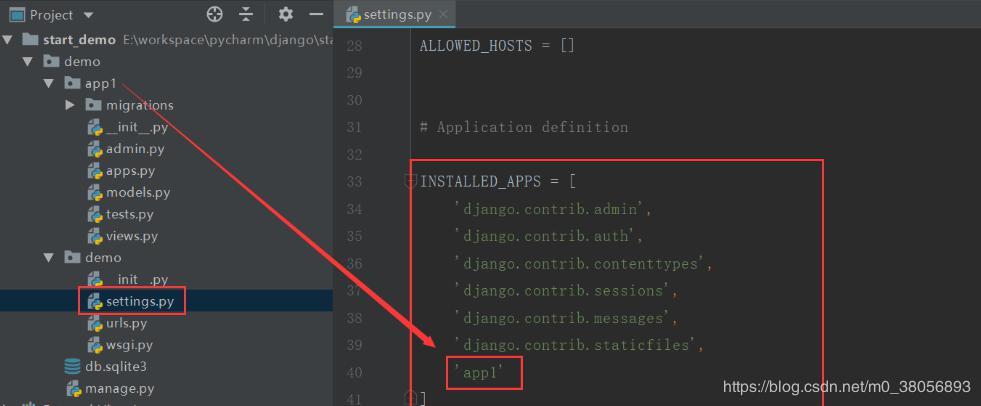 Project
start_demo E:\workspace\pycharm\django\sta
demo
app1
migrations
__init__.py
admin.py
apps.py
models.py
tests.py
views.py
demo
__init__.py
settings.py
urls.py
wsgi.py
db.sqlite3
manage.py
settings.py
28 ALLOWED_HOSTS = []
29
30
31 # Application definition
32
33 INSTALLED_APPS = [
34 'django.contrib.admin',
35 'django.contrib.auth',
36 'django.contrib.contenttypes',
37 'django.contrib.sessions',
38 'django.contrib.messages',
39 'django.contrib.staticfiles',
40 'app1'
41 ]
https://blog.csdn.net/m0_38056893